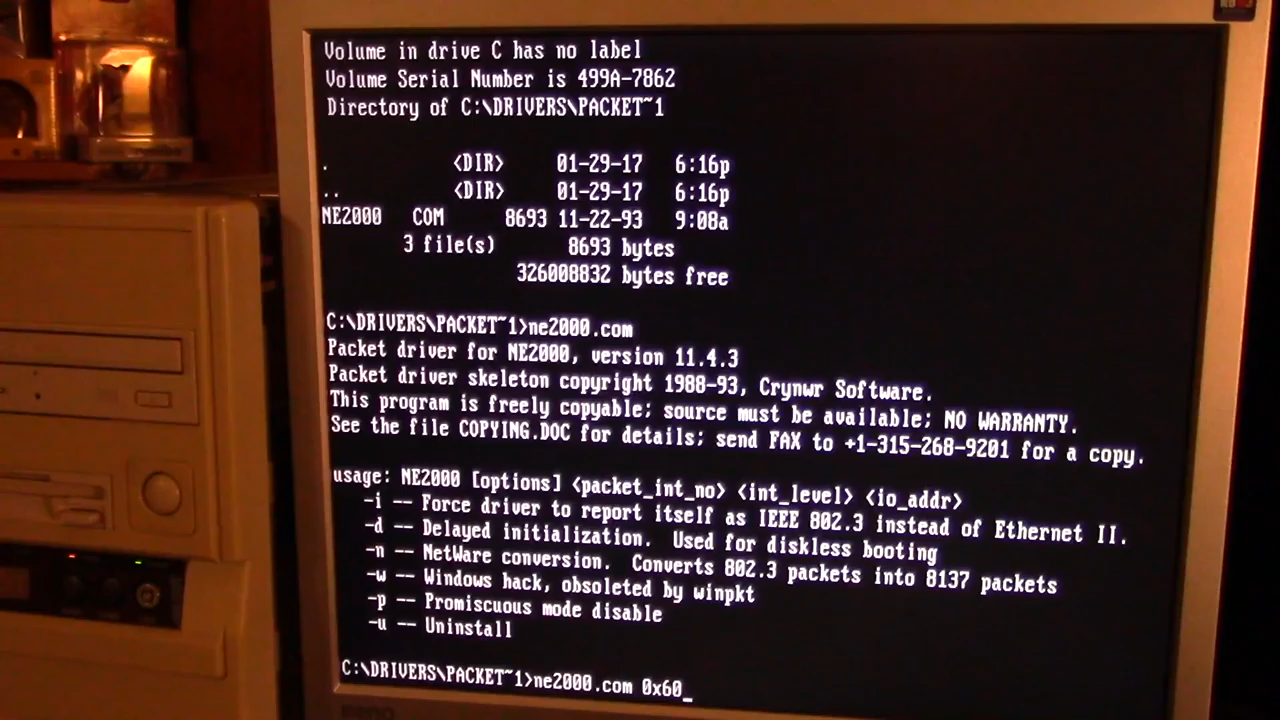 Volume in drive C has no label
Volume Serial Number is 499A-7862
Directory of C:\DRIVERS\PACKET~1
. <DIR> 01-29-17 6:16p
.. <DIR> 01-29-17 6:16p
NE2000 COM 8693 11-22-93 9:08a
3 file(s) 8693 bytes
326008832 bytes free
C:\DRIVERS\PACKET~1>ne2000.com
Packet driver for NE2000, version 11.4.3
Packet driver skeleton copyright 1988-93, Crynwr Software.
This program is freely copyable; source must be available; NO WARRANTY.
See the file COPYING.DOC for details; send FAX to +1-315-268-9201 for a copy.
usage: NE2000 [options] <packet_int_no> <int_level> <io_addr>
-i -- Force driver to report itself as IEEE 802.3 instead of Ethernet II.
-d -- Delayed initialization. Used for diskless booting
-n -- NetWare conversion. Converts 802.3 packets into 8137 packets
-w -- Windows hack, obsoleted by winpkt
-p -- Promiscuous mode disable
-u -- Uninstall
C:\DRIVERS\PACKET~1>ne2000.com 0x60_